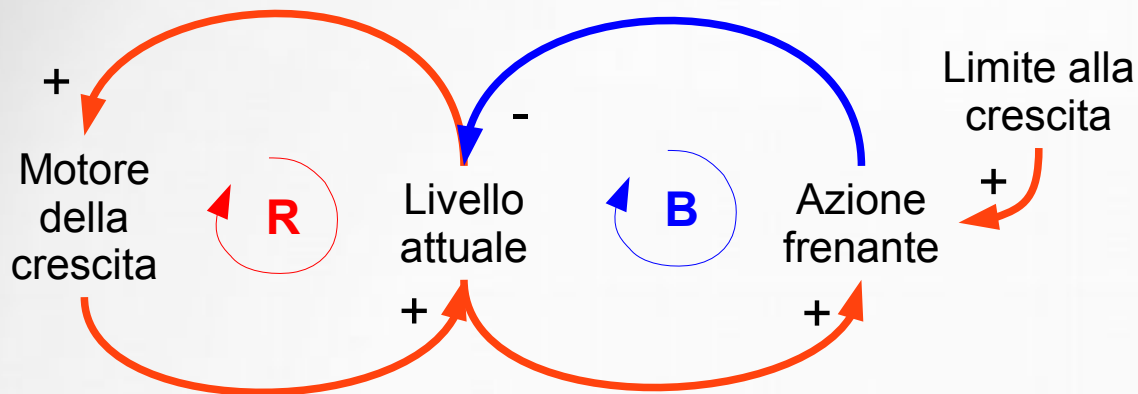 +
-
Limite alla
crescita
Motore
della
crescita
R
Livello
attuale
B
Azione
frenante
+
+
+